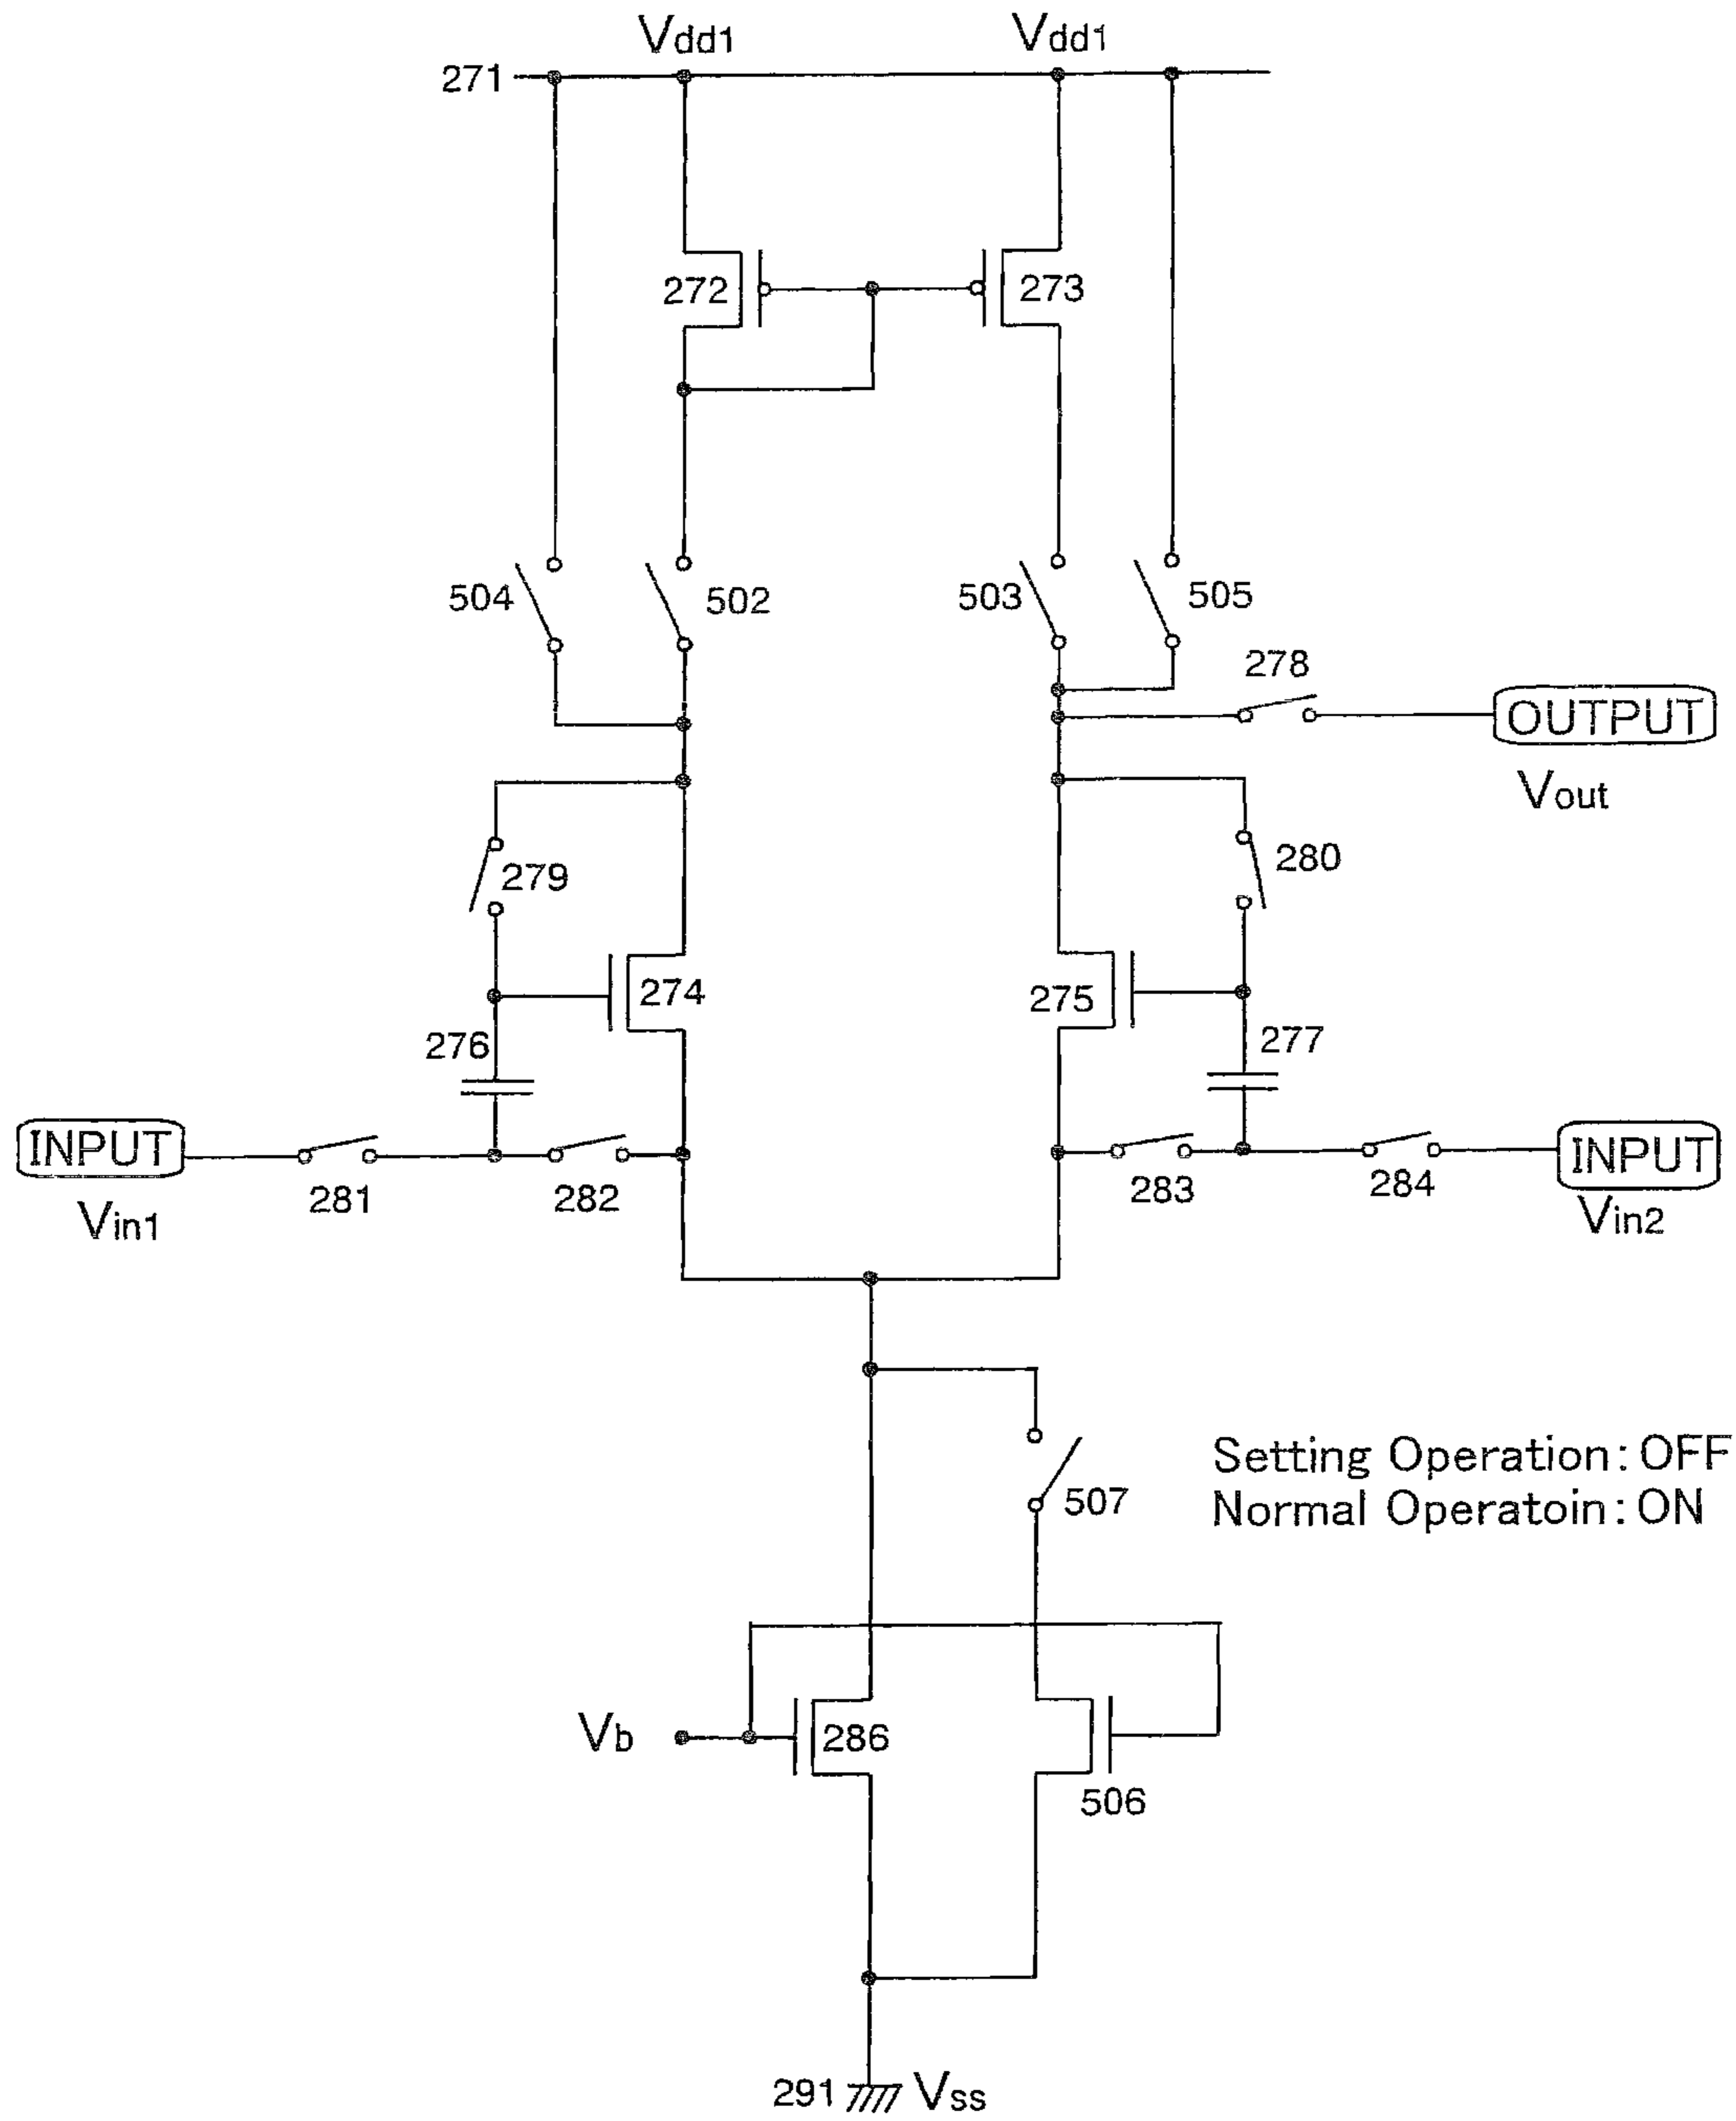 Vdd1 Vdd1
271
272 273
504 502 503 505
278
OUTPUT
Vout
279 280
274 275
276 277
INPUT INPUT
281 282 283 284
Vin1 Vin2
Setting Operation: OFF
507
Normal Operatoin: ON
Vb 286
506
291 Vss